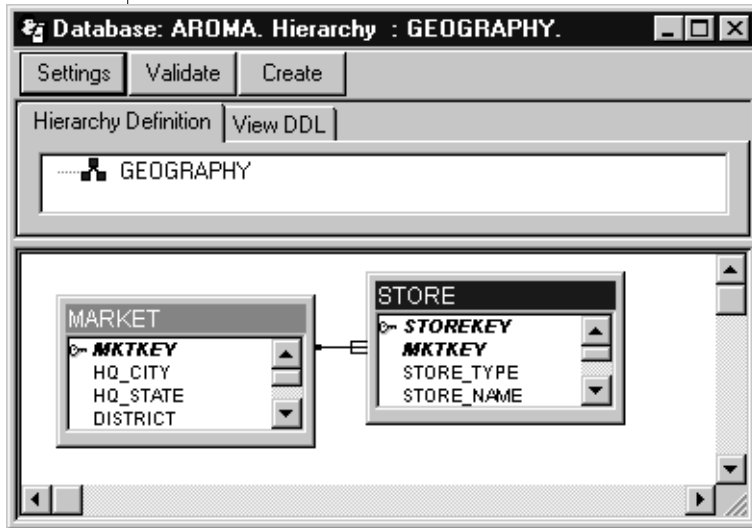 Database: AROMA. Hierarchy : GEOGRAPHY.
Settings Validate Create
Hierarchy Definition View DDL
GEOGRAPHY
MARKET
MKTKEY
HQ_CITY
HQ_STATE
DISTRICT
STORE
STOREKEY
MKTKEY
STORE_TYPE
STORE_NAME